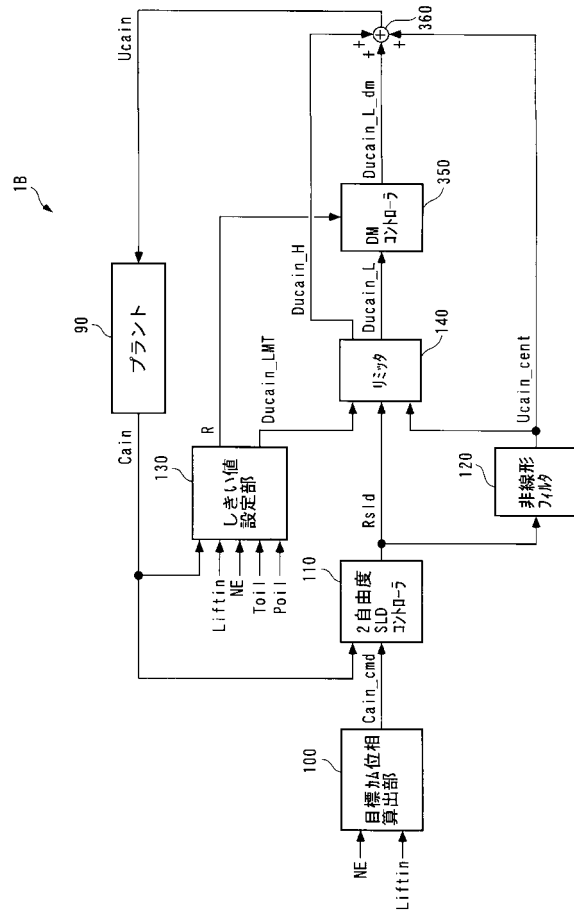 1B
Ucain
90
プラント
Cain
R
Ducain_LMT
Ducain_H
Ducain_L
Ducain_L_dm
+
+
+
360
350
DM
コントローラ
140
リミッタ
130
しきい値
設定部
Liftin
NE
Toil
Poil
Rsld
Ucain_cent
120
非線形
フィルタ
110
2自由度
SLD
コントローラ
Cain_cmd
100
目標カム位相
算出部
NE
Liftin